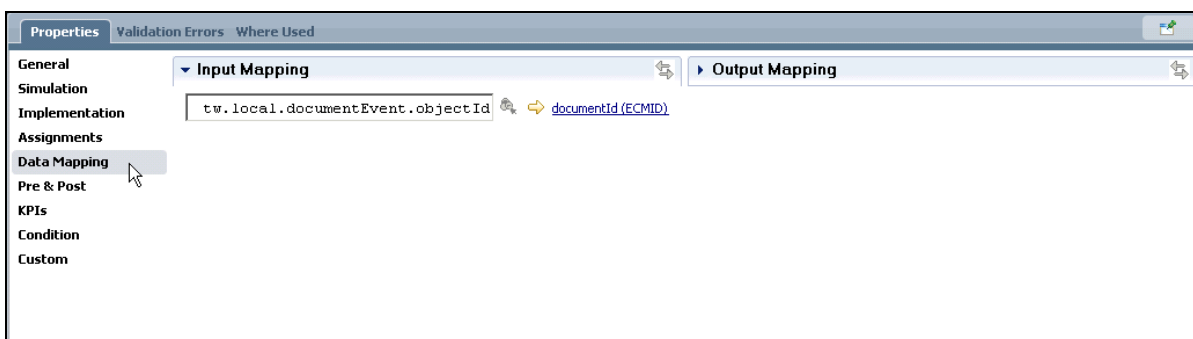 Properties Validation Errors Where Used
General
Simulation
Implementation
Assignments
Data Mapping
Pre & Post
KPIs
Condition
Custom
Input Mapping
tw.local.documentEvent.objectId documentId (ECMID)
Output Mapping